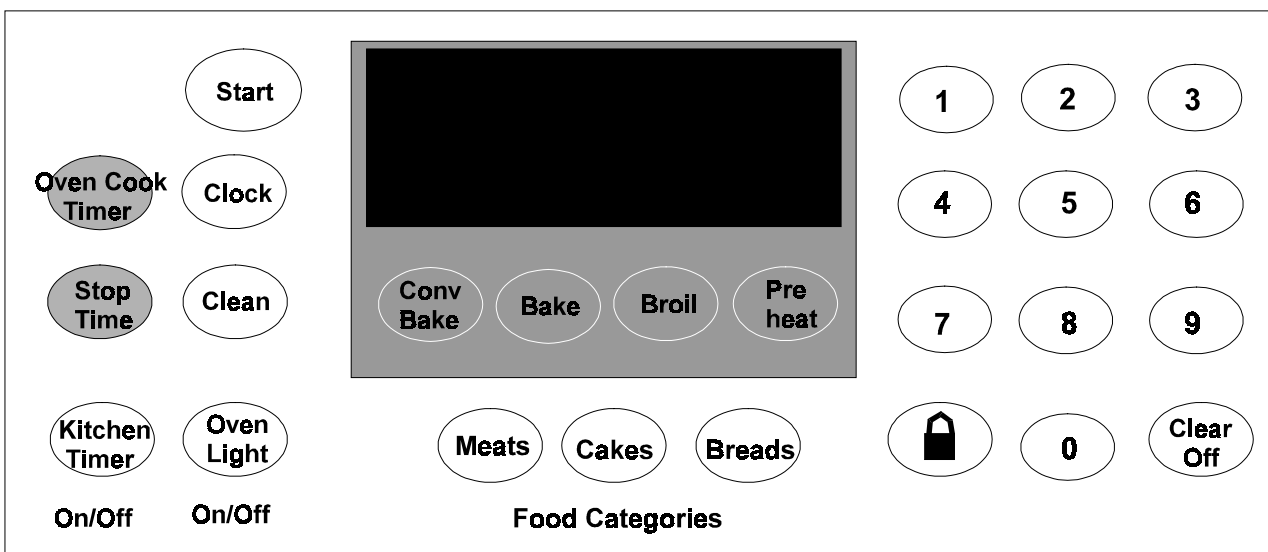 Start
1
2
3
Oven Cook
Timer
Clock
4
5
6
Stop
Time
Clean
Conv
Bake
Bake
Broil
Pre
heat
7
8
9
Kitchen
Timer
Oven
Light
Meats
Cakes
Breads
0
Clear
Off
On/Off
On/Off
Food Categories